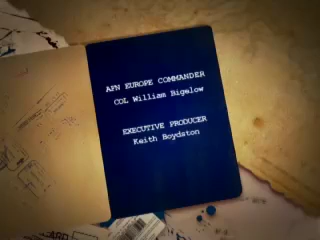 AFN EUROPE COMMANDER
COL William Bigelow
EXECUTIVE PRODUCER
Keith Boydston